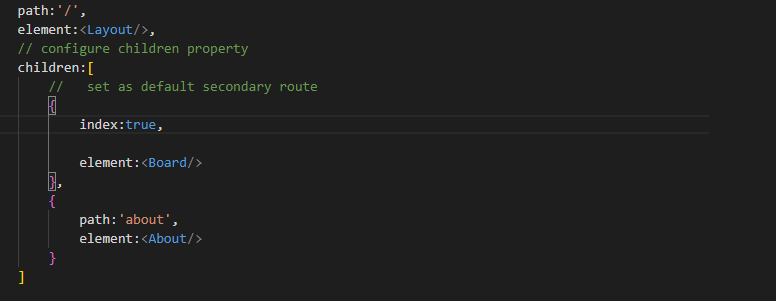 path:'/',
element:<Layout/>,
// configure children property
children:[
//   set as default secondary route
{
index:true,
element:<Board/>
},
{
path:'about',
element:<About/>
}
]